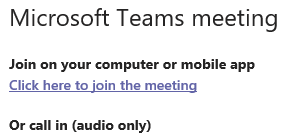 Microsoft Teams meeting
Join on your computer or mobile app
Click here to join the meeting
Or call in (audio only)